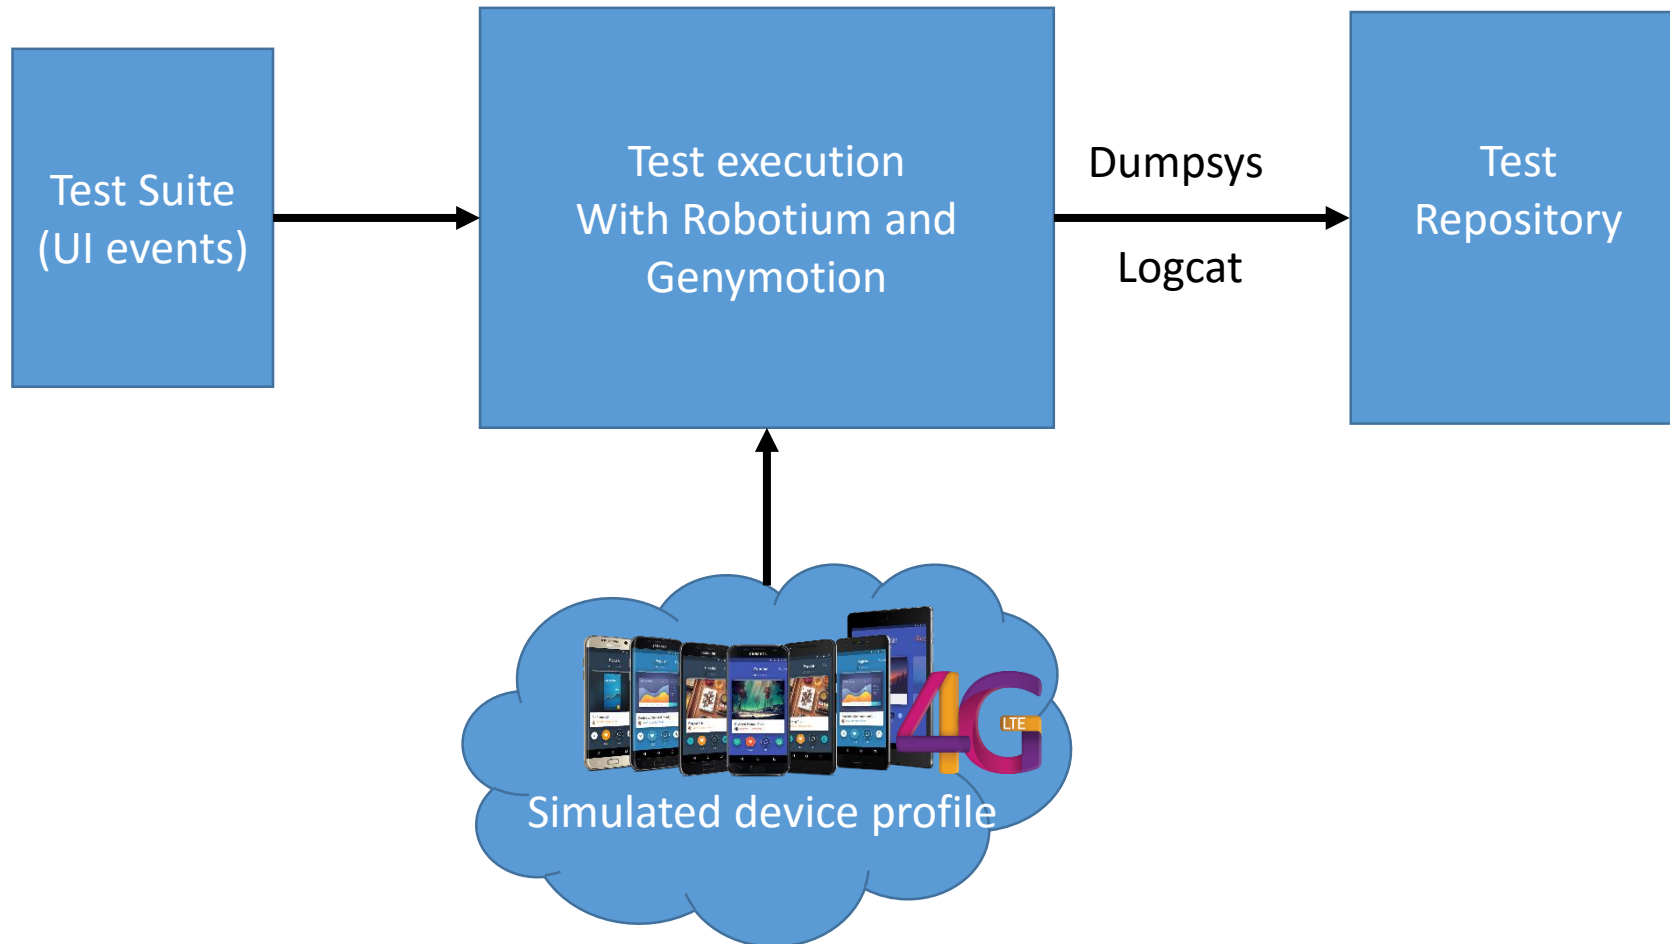 Test Suite
(UI events)
Test execution
With Robotium and
Genymotion
Dumpsys
Logcat
Test
Repository
4G
LTE
Simulated device profile